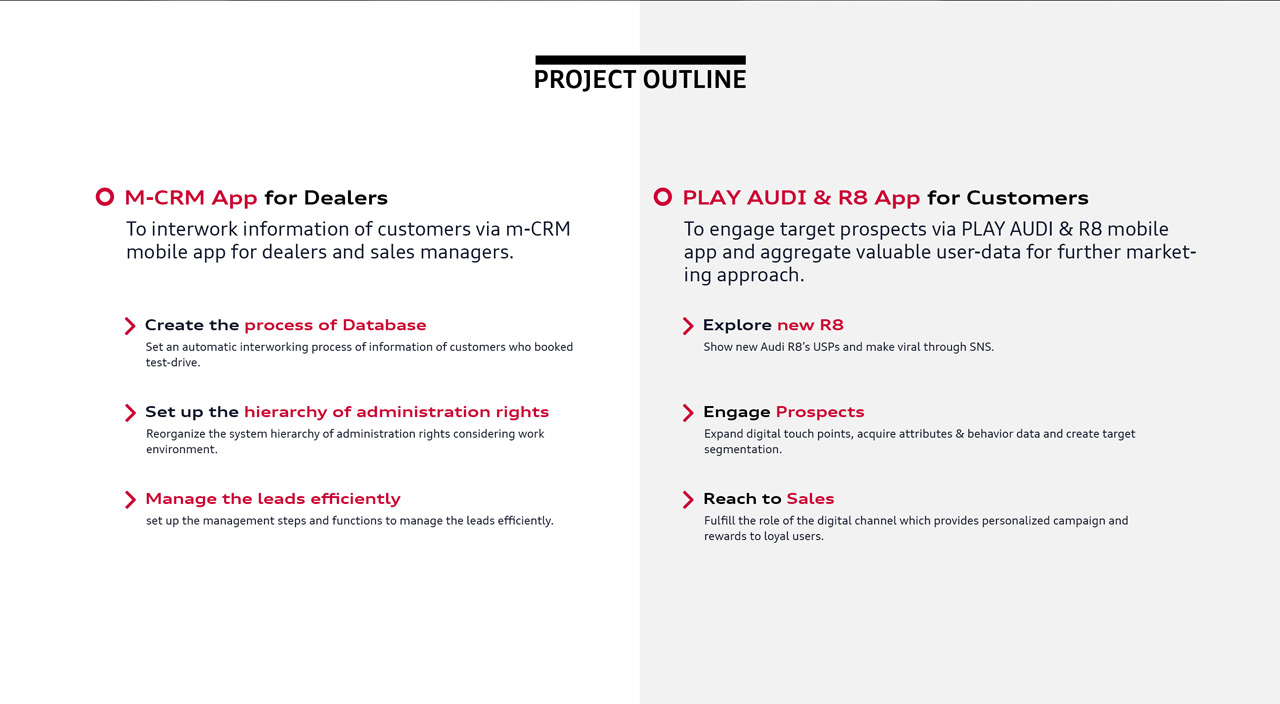 PROJECT OUTLINE
M-CRM App for Dealers
To interwork information of customers via m-CRM
mobile app for dealers and sales managers.
Create the process of Database
Set an automatic interworking process of information of customers who booked
test-drive.
Set up the hierarchy of administration rights
Reorganize the system hierarchy of administration rights considering work
environment.
Manage the leads efficiently
set up the management steps and functions to manage the leads efficiently.
PLAY AUDI & R8 App for Customers
To engage target prospects via PLAY AUDI & R8 mobile
app and aggregate valuable user-data for further market-
ing approach.
Explore new R8
Show new Audi R8's USPs and make viral through SNS.
Engage Prospects
Expand digital touch points, acquire attributes & behavior data and create target
segmentation.
Reach to Sales
Fulfill the role of the digital channel which provides personalized campaign and
rewards to loyal users.